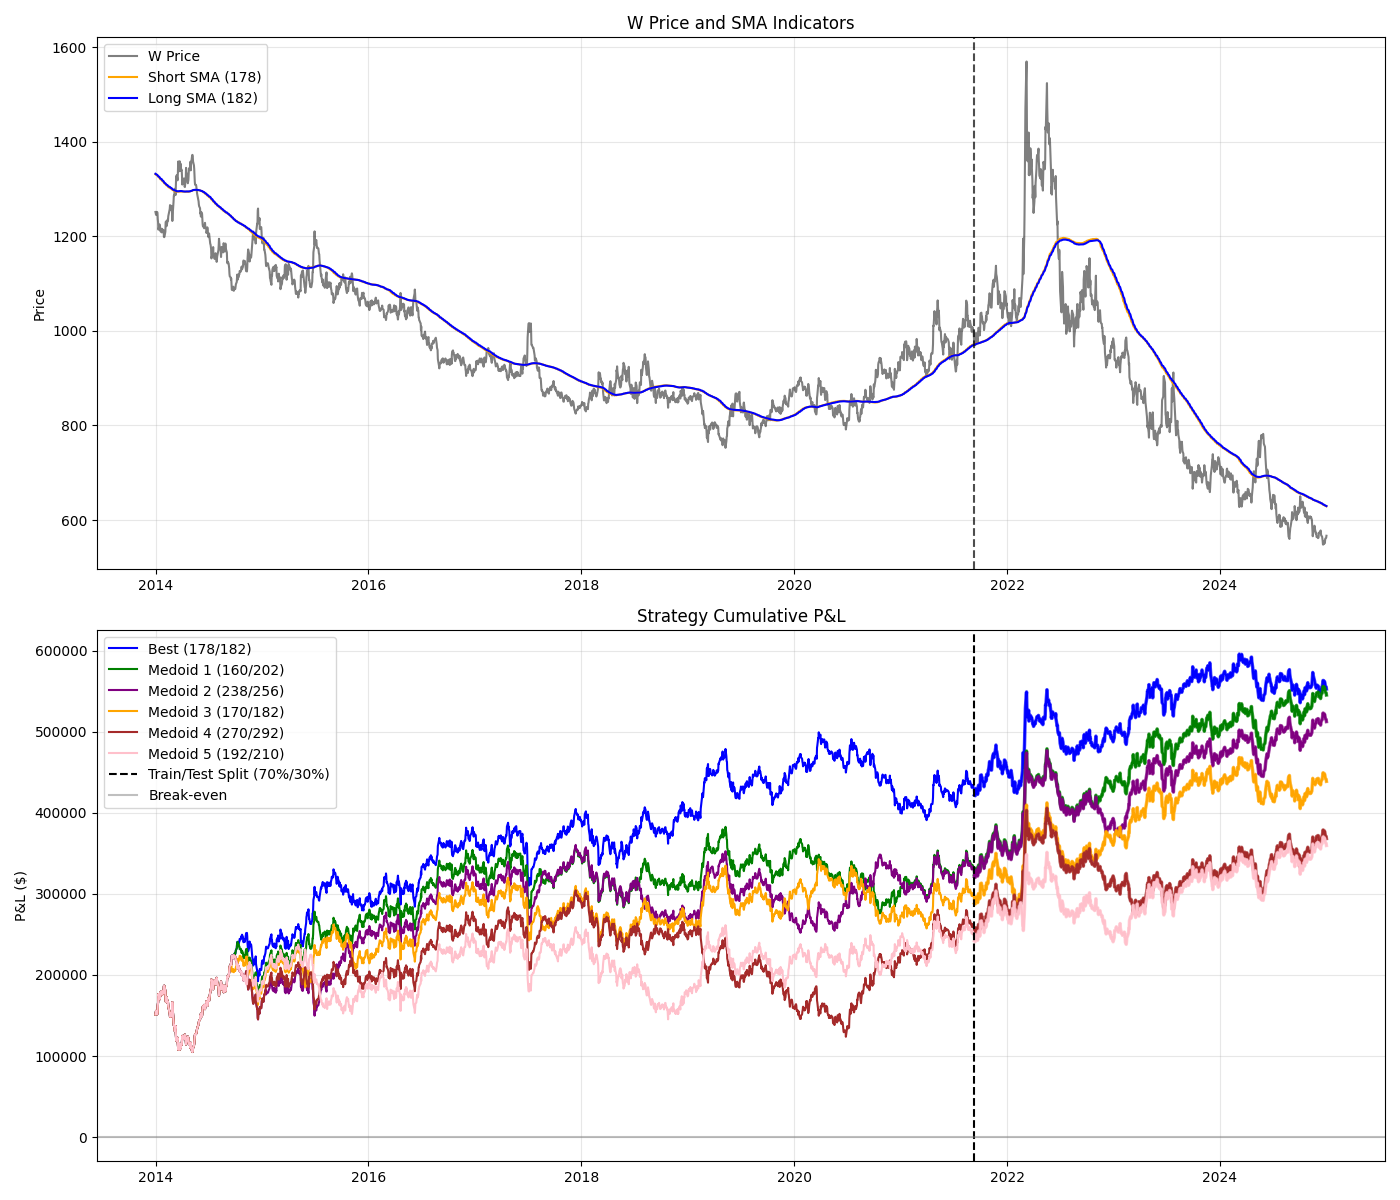 W Price and SMA Indicators
W Price
Short SMA (178)
Long SMA (182)
Price
1600
1400
1200
1000
800
600
2014
2016
2018
2020
2022
2024
Strategy Cumulative P&L
Best (178/182)
Medoid 1 (160/202)
Medoid 2 (238/256)
Medoid 3 (170/182)
Medoid 4 (270/292)
Medoid 5 (192/210)
Train/Test Split (70%/30%)
Break-even
P&L ($)
600000
500000
400000
300000
200000
100000
0
2014
2016
2018
2020
2022
2024